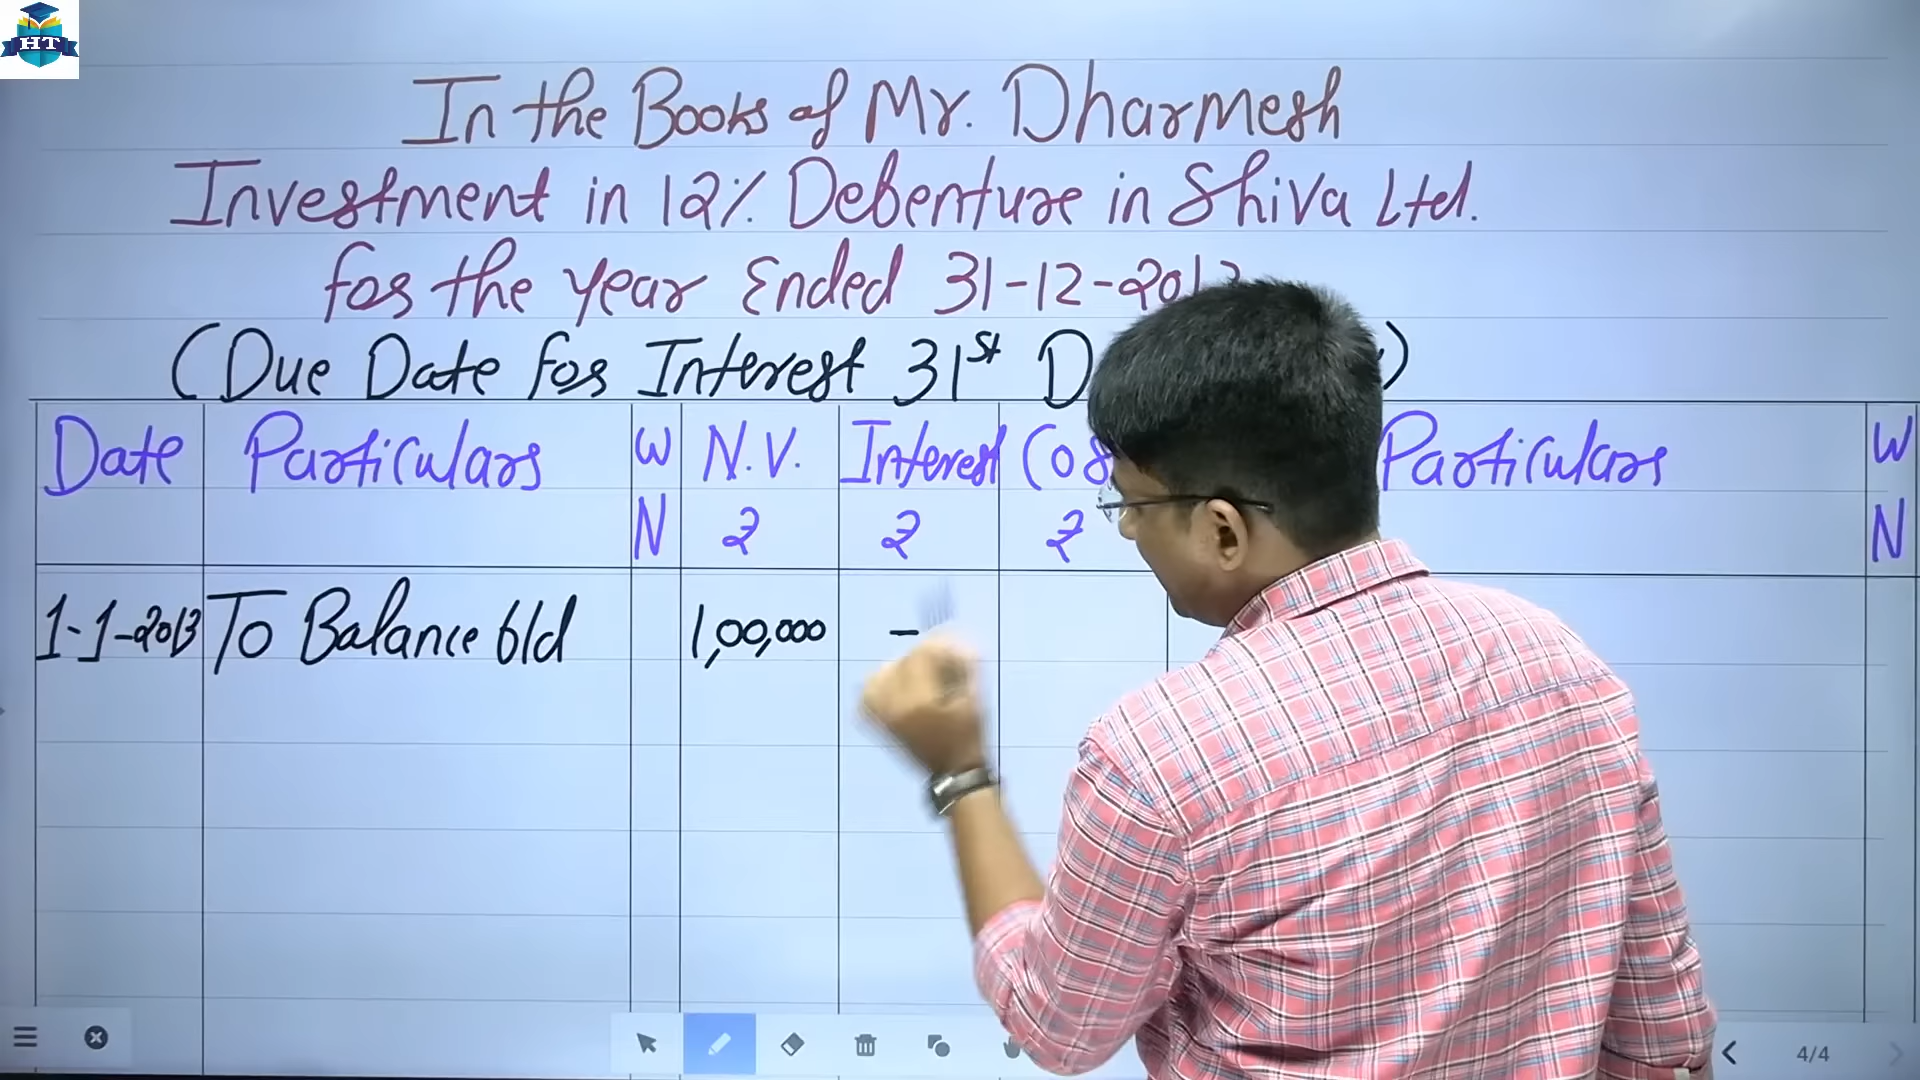 HT
In the Books of Mr. Dharmesh
Investment in 12% Debenture in Shiva Ltd.
for the year Ended 31-12-201
(Due Date for Interest 31st D )
Date Particulars W N N.V. ₹ Interest ₹ Cos ₹ Particulars W N
1-1-2013 To Balance b/d 1,00,000 -
4/4